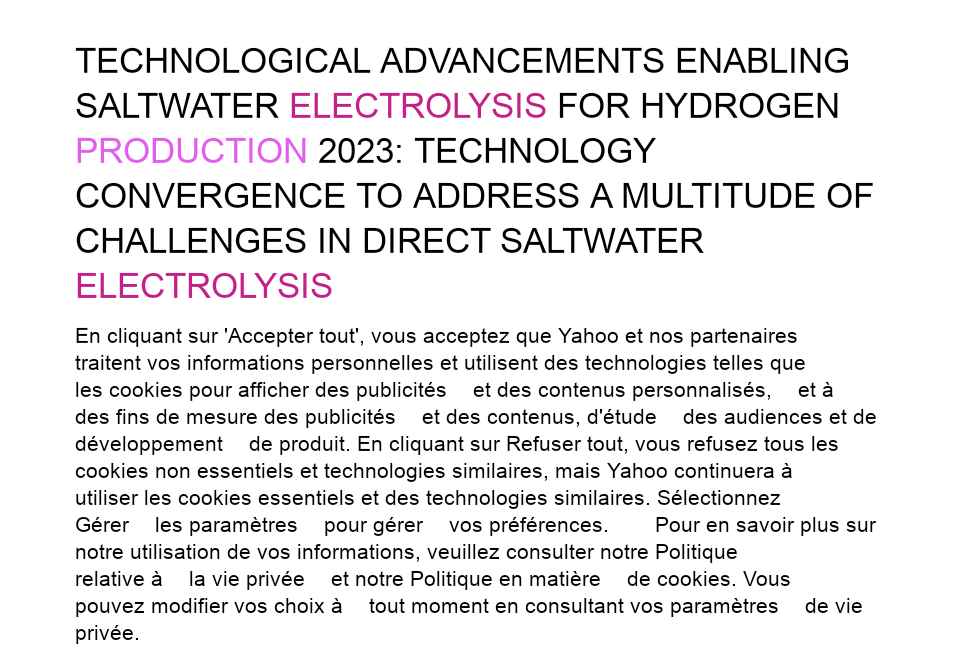 TECHNOLOGICAL ADVANCEMENTS ENABLING
SALTWATER ELECTROLYSIS FOR HYDROGEN
PRODUCTION 2023: TECHNOLOGY
CONVERGENCE TO ADDRESS A MULTITUDE OF
CHALLENGES IN DIRECT SALTWATER
ELECTROLYSIS
En cliquant sur 'Accepter tout', vous acceptez que Yahoo et nos partenaires
traitent vos informations personnelles et utilisent des technologies telles que
les cookies pour afficher des publicités et des contenus personnalisés, et à
des fins de mesure des publicités et des contenus, d'étude des audiences et de
développement de produit. En cliquant sur Refuser tout, vous refusez tous les
cookies non essentiels et technologies similaires, mais Yahoo continuera à
utiliser les cookies essentiels et des technologies similaires. Sélectionnez
Gérer les paramètres pour gérer vos préférences. Pour en savoir plus sur
notre utilisation de vos informations, veuillez consulter notre Politique
relative à la vie privée et notre Politique en matière de cookies. Vous
pouvez modifier vos choix à tout moment en consultant vos paramètres de vie
privée.